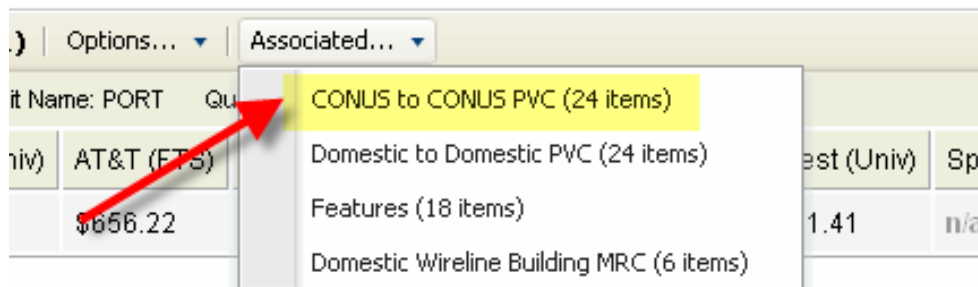 .) Options... Associated...
it Name: PORT Qu CONUS to CONUS PVC (24 items)
niv) AT&T (FTS) Domestic to Domestic PVC (24 items) est (Univ) Sp
$656.22 Features (18 items) 1.41 n/a
Domestic Wireline Building MRC (6 items)